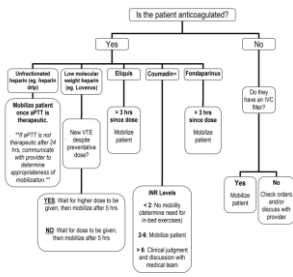 Is the patient anticoagulated?
Yes
No
Unfractionated
heparin (eg. heparin
drip)
Low molecular
weight heparin
(eg. Lovenox)
Eliquis
Coumadin
Fondaparinux
Mobilize patient
once aPTT is
therapeutic.
**If aPTT is not
therapeutic after 24
hrs, communicate
with provider to
determine
appropriateness of
mobilization.**
New VTE
despite
preventative
dose?
> 3 hrs
since dose
Mobilize
patient
> 3 hrs
since dose
Mobilize
patient
Do they
have an IVC
filter?
YES: Wait for higher dose to be
given, then mobilize after 5 hrs
NO: Wait for dose to be given,
then mobilize after 5 hrs
INR Levels
< 2: No mobility
(determine need for
in-bed exercises)
Mobilize patient
Clinical judgment
and discussion with
medical team
Yes
Mobilize
patient
No
Check orders
and/or
discuss with
provider